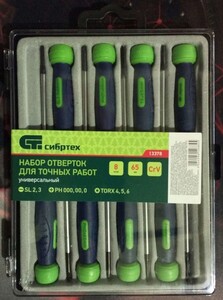 сибртех
13376
НАБОР ОТВЕРТОК
ДЛЯ ТОЧНЫХ РАБОТ
универсальный
8
65
CrV
SL 2, 3
PH 000, 00, 0
TORX 4, 5, 6